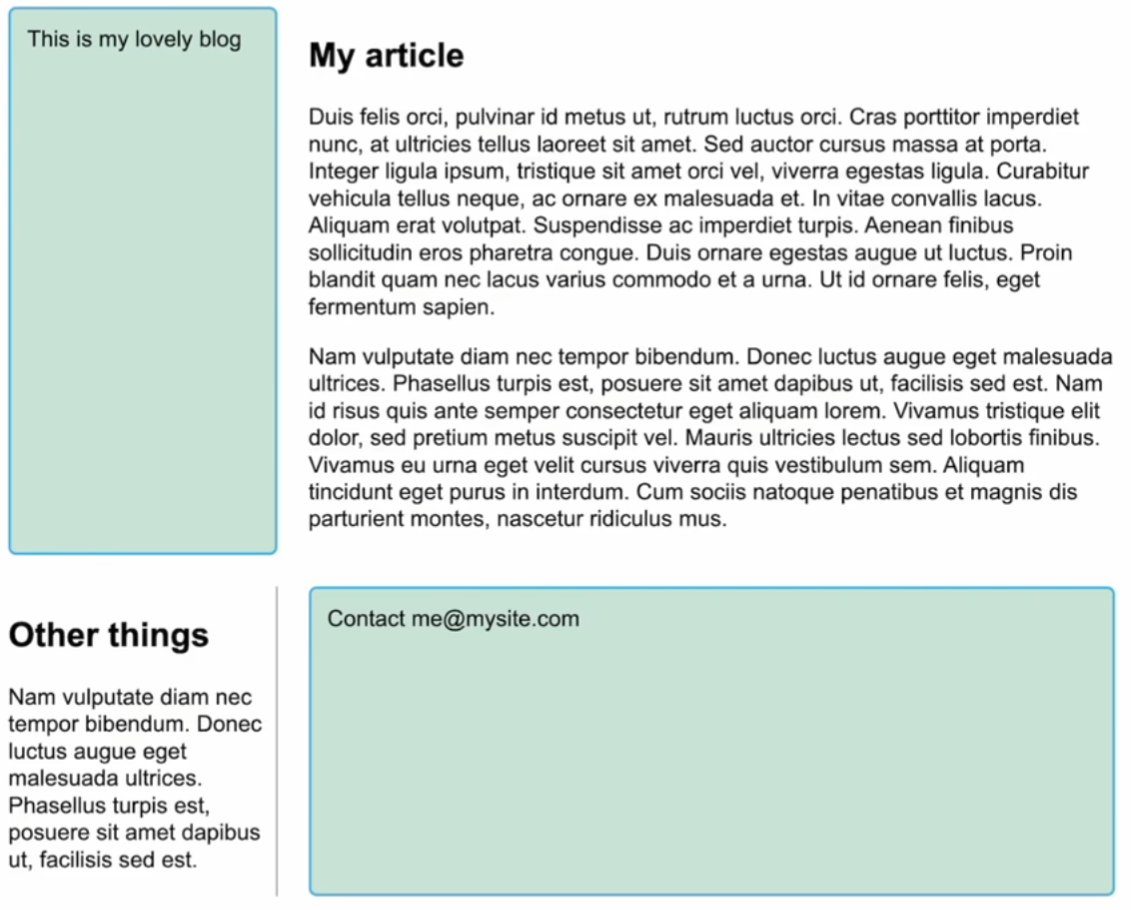 This is my lovely blog
My article
Duis felis orci, pulvinar id metus ut, rutrum luctus orci. Cras porttitor imperdiet
nunc, at ultricies tellus laoreet sit amet. Sed auctor cursus massa at porta.
Integer ligula ipsum, tristique sit amet orci vel, viverra egestas ligula. Curabitur
vehicula tellus neque, ac ornare ex malesuada et. In vitae convallis lacus.
Aliquam erat volutpat. Suspendisse ac imperdiet turpis. Aenean finibus
sollicitudin eros pharetra congue. Duis ornare egestas augue ut luctus. Proin
blandit quam nec lacus varius commodo et a urna. Ut id ornare felis, eget
fermentum sapien.
Nam vulputate diam nec tempor bibendum. Donec luctus augue eget malesuada
ultrices. Phasellus turpis est, posuere sit amet dapibus ut, facilisis sed est. Nam
id risus quis ante semper consectetur eget aliquam lorem. Vivamus tristique elit
dolor, sed pretium metus suscipit vel. Mauris ultricies lectus sed lobortis finibus.
Vivamus eu urna eget velit cursus viverra quis vestibulum sem. Aliquam
tincidunt eget purus in interdum. Cum sociis natoque penatibus et magnis dis
parturient montes, nascetur ridiculus mus.
Other things
Nam vulputate diam nec
tempor bibendum. Donec
luctus augue eget
malesuada ultrices.
Phasellus turpis est,
posuere sit amet dapibus
ut, facilisis sed est.
Contact me@mysite.com